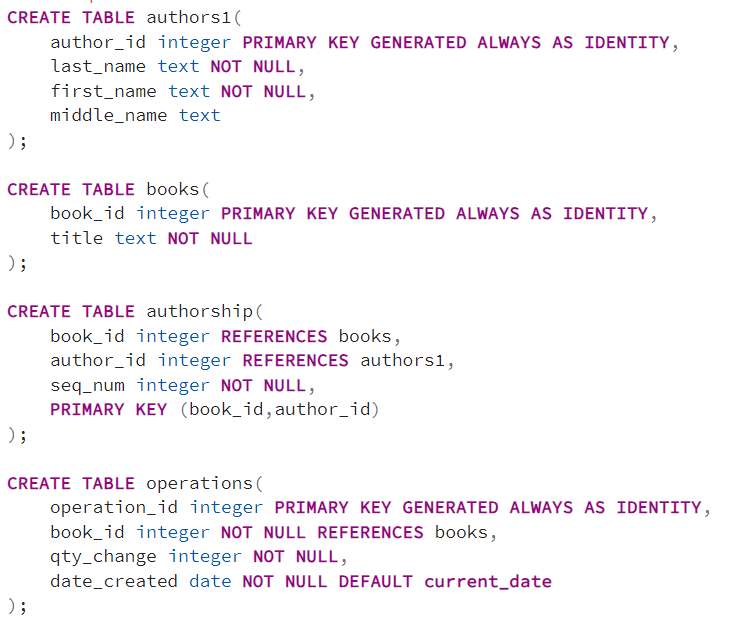 CREATE TABLE authors1(
    author_id integer PRIMARY KEY GENERATED ALWAYS AS IDENTITY,
    last_name text NOT NULL,
    first_name text NOT NULL,
    middle_name text
);

CREATE TABLE books(
    book_id integer PRIMARY KEY GENERATED ALWAYS AS IDENTITY,
    title text NOT NULL
);

CREATE TABLE authorship(
    book_id integer REFERENCES books,
    author_id integer REFERENCES authors1,
    seq_num integer NOT NULL,
    PRIMARY KEY (book_id,author_id)
);

CREATE TABLE operations(
    operation_id integer PRIMARY KEY GENERATED ALWAYS AS IDENTITY,
    book_id integer NOT NULL REFERENCES books,
    qty_change integer NOT NULL,
    date_created date NOT NULL DEFAULT current_date
);